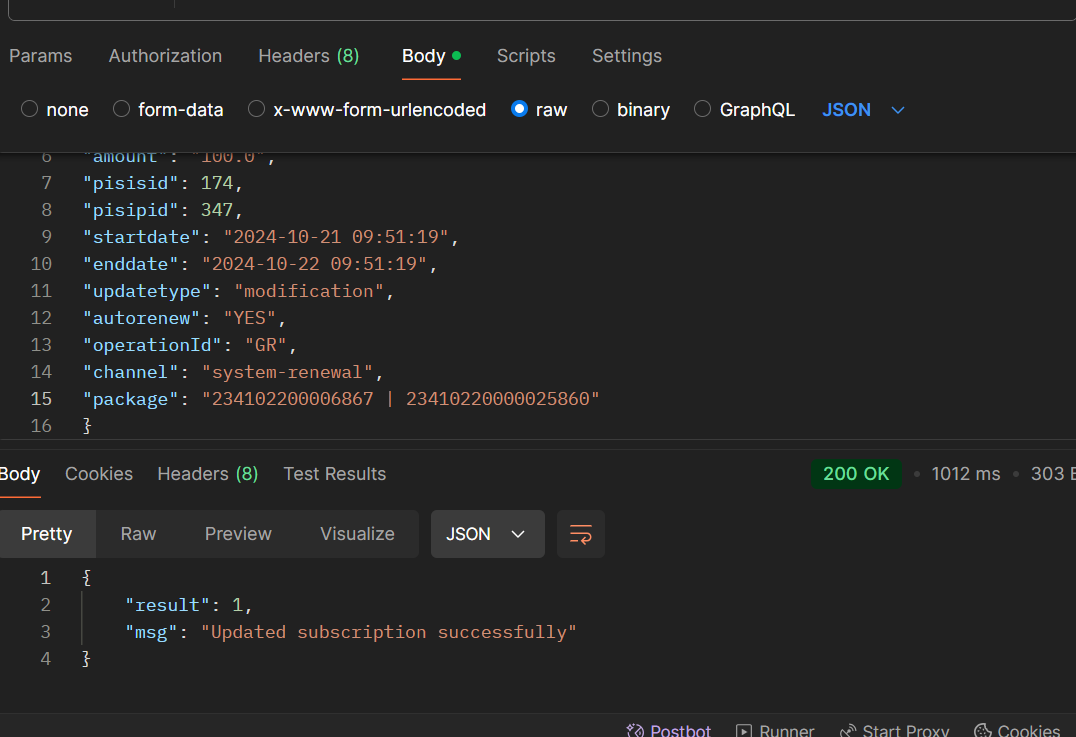 Params Authorization Headers (8) Body Scripts Settings
none form-data x-www-form-urlencoded raw binary GraphQL JSON
6 "amount": "100.0",
7 "pisisid": 174,
8 "pisipid": 347,
9 "startdate": "2024-10-21 09:51:19",
10 "enddate": "2024-10-22 09:51:19",
11 "updatetype": "modification",
12 "autorenew": "YES",
13 "operationId": "GR",
14 "channel": "system-renewal",
15 "package": "234102200006867 | 23410220000025860"
16 }
Body Cookies Headers (8) Test Results 200 OK • 1012 ms • 303 B
Pretty Raw Preview Visualize JSON
1 {
2 "result": 1,
3 "msg": "Updated subscription successfully"
4 }
Postbot Runner Start Proxy Cookies